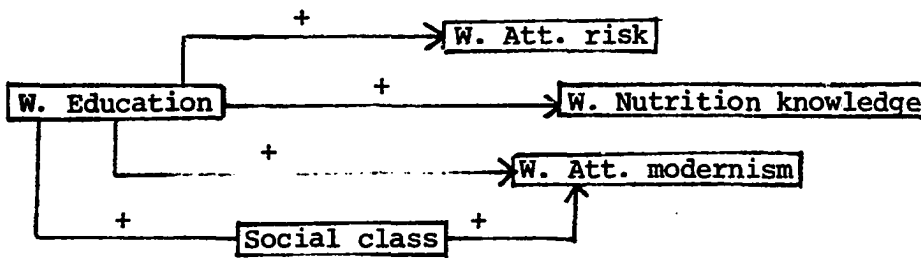 +
W. Att. risk
W. Education
+
W. Nutrition knowledge
+
W. Att. modernism
+
Social class
+